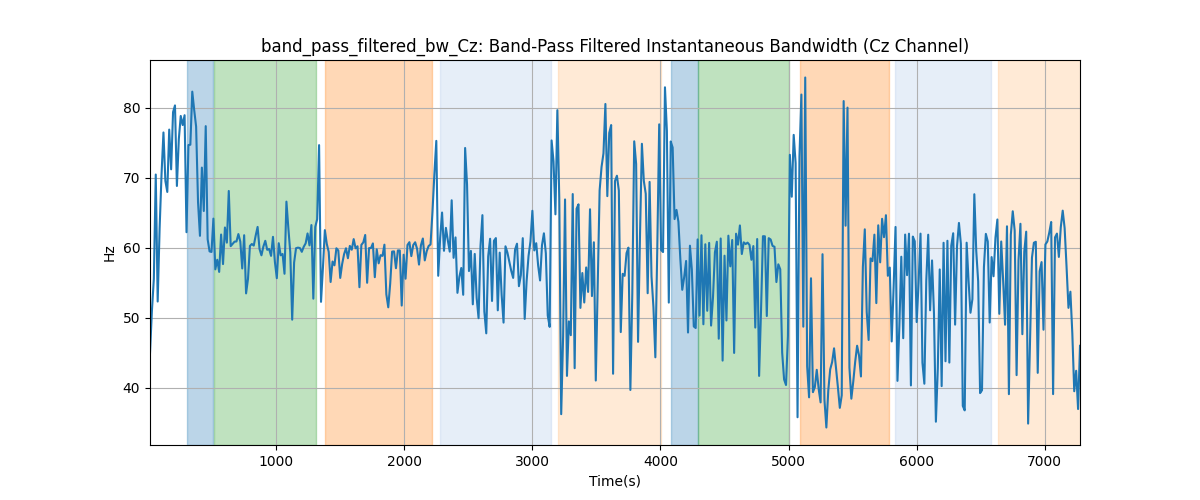 band_pass_filtered_bw_Cz: Band-Pass Filtered Instantaneous Bandwidth (Cz Channel)
80
70
60
50
40
Hz
1000 2000 3000 4000 5000 6000 7000
Time(s)